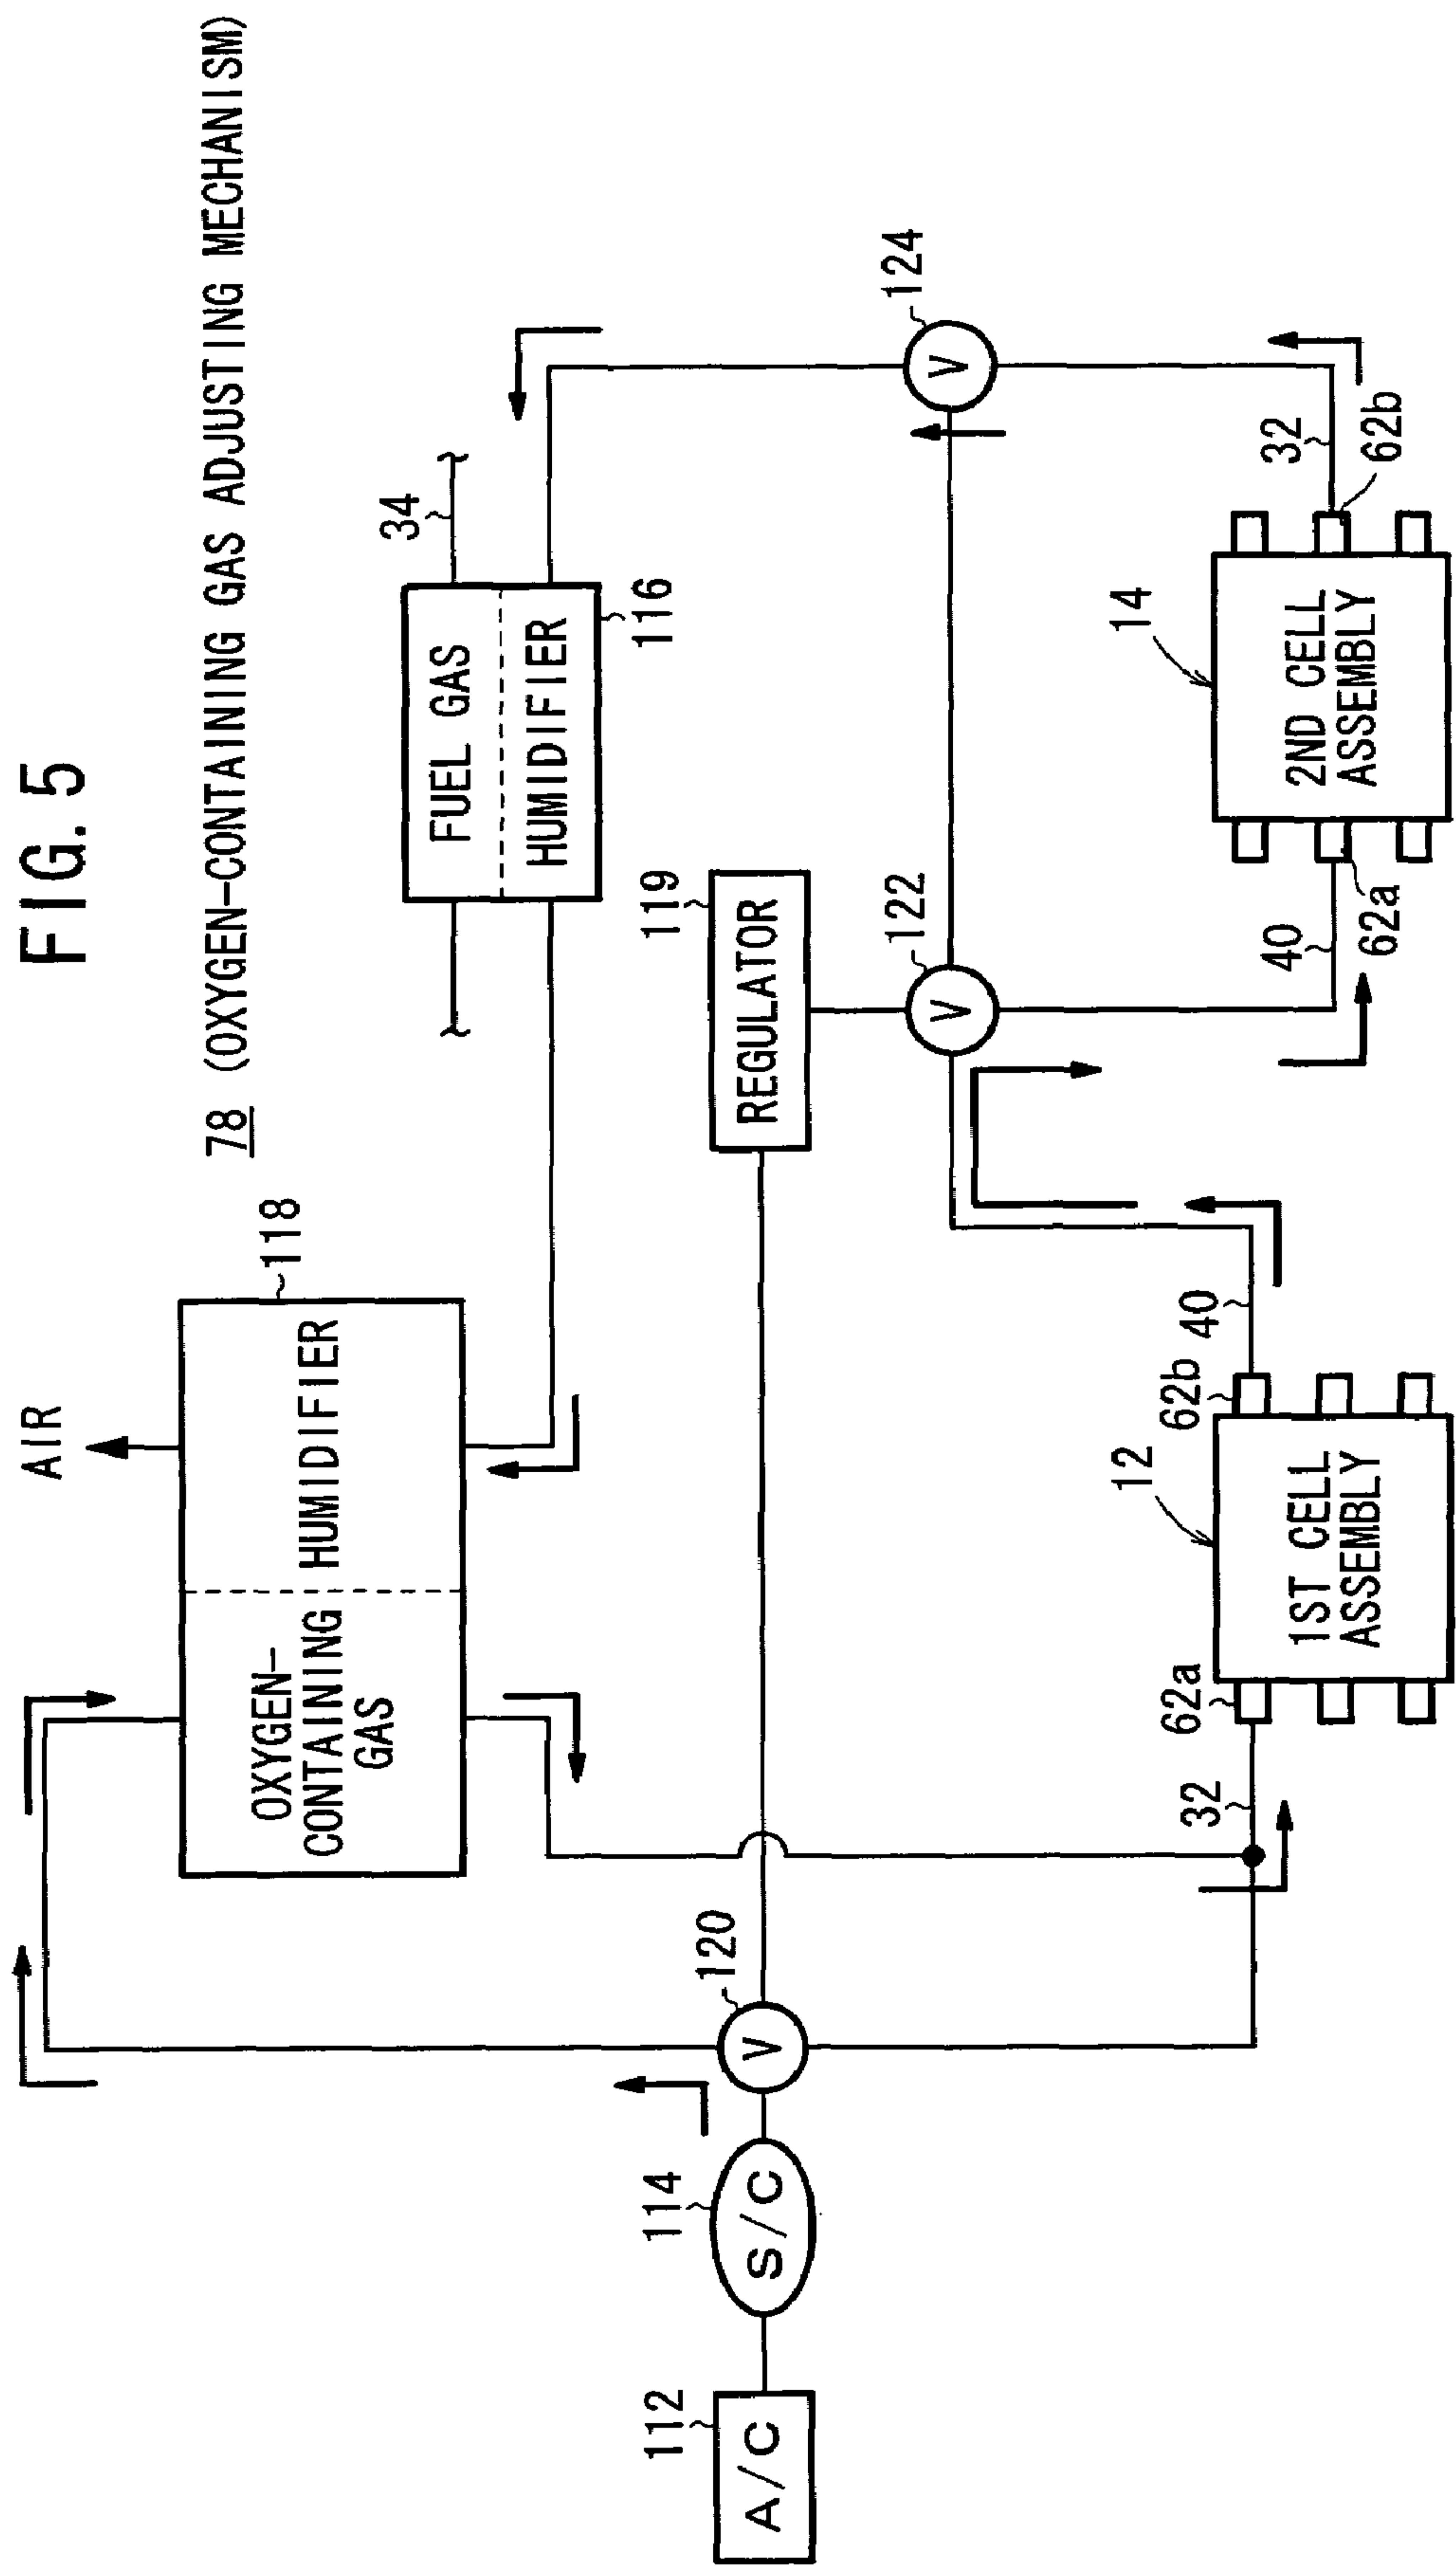 FIG. 5
78 (OXYGEN-CONTAINING GAS ADJUSTING MECHANISM)
AIR
118
OXYGEN-
CONTAINING
GAS
HUMIDIFIER
34
FUEL GAS
HUMIDIFIER
116
119
REGULATOR
112
A/C
114
S/C
120
V
122
V
124
V
12
1ST CELL
ASSEMBLY
62a
32
62b
40
14
2ND CELL
ASSEMBLY
40
62a
32
62b